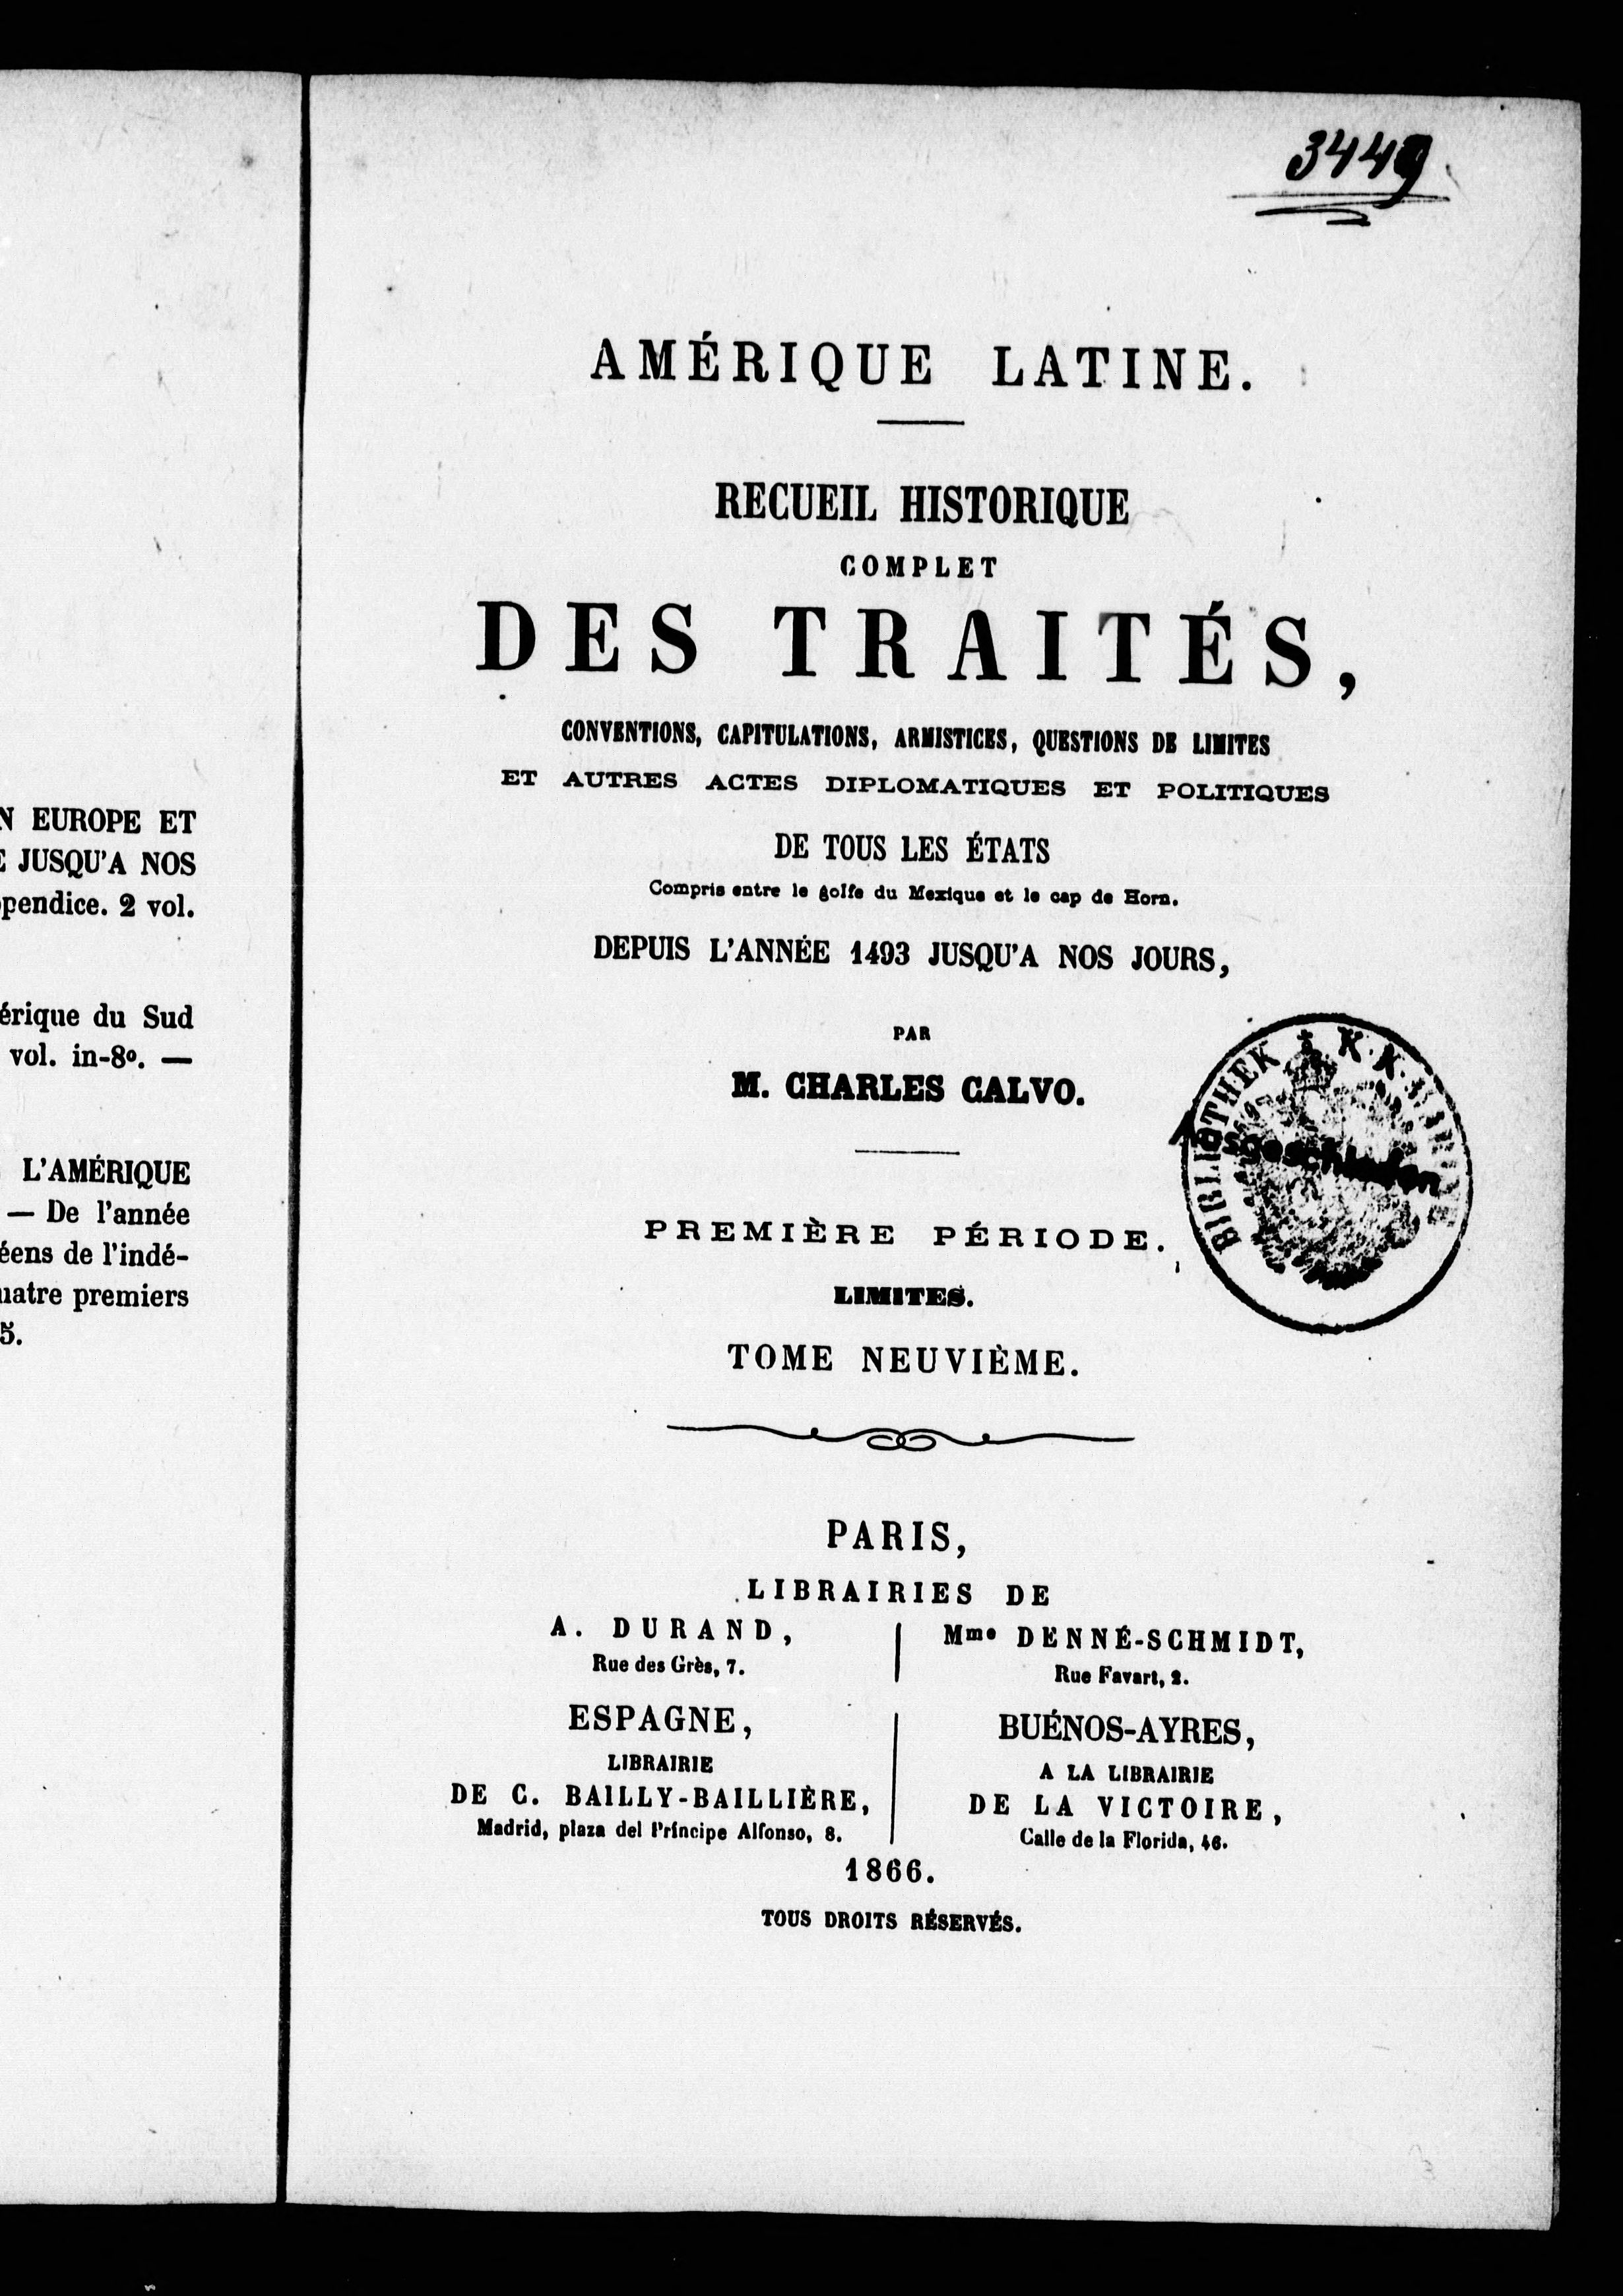 N EUROPE ET
JUSQU'A NOS
pendice. 2 vol.
érique du Sud
vol. in-8º. —
L'AMÉRIQUE
— De l'année
éens de l'indé-
uatre premiers
5.
3449
AMÉRIQUE LATINE.
RECUEIL HISTORIQUE
COMPLET
DES TRAITÉS,
CONVENTIONS, CAPITULATIONS, ARMISTICES, QUESTIONS DE LIMITES
ET AUTRES ACTES DIPLOMATIQUES ET POLITIQUES
DE TOUS LES ÉTATS
Compris entre le golfe du Mexique et le cap de Horn.
DEPUIS L'ANNÉE 1493 JUSQU'A NOS JOURS,
PAR
M. CHARLES CALVO.
BIBLIOTHEK K. K.
Ausgeschieden
PREMIÈRE PÉRIODE.
LIMITES.
TOME NEUVIÈME.
PARIS,
LIBRAIRIES DE
A. DURAND,
Rue des Grès, 7.
Mme DENNÉ-SCHMIDT,
Rue Favart, 2.
ESPAGNE,
LIBRAIRIE
DE C. BAILLY-BAILLIÈRE,
Madrid, plaza del Príncipe Alfonso, 8.
BUÉNOS-AYRES,
A LA LIBRAIRIE
DE LA VICTOIRE,
Calle de la Florida, 46.
1866.
TOUS DROITS RÉSERVÉS.